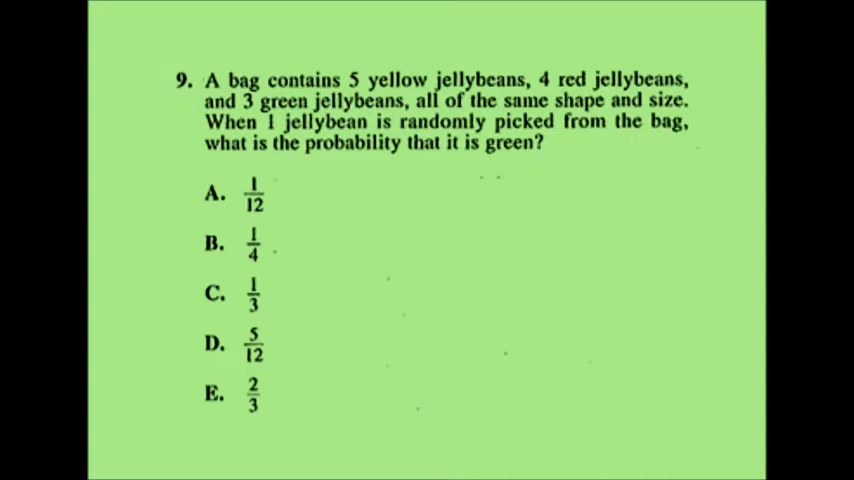 9. A bag contains 5 yellow jellybeans, 4 red jellybeans,
and 3 green jellybeans, all of the same shape and size.
When 1 jellybean is randomly picked from the bag,
what is the probability that it is green?
A. 1/12
B. 1/4
C. 1/3
D. 5/12
E. 2/3